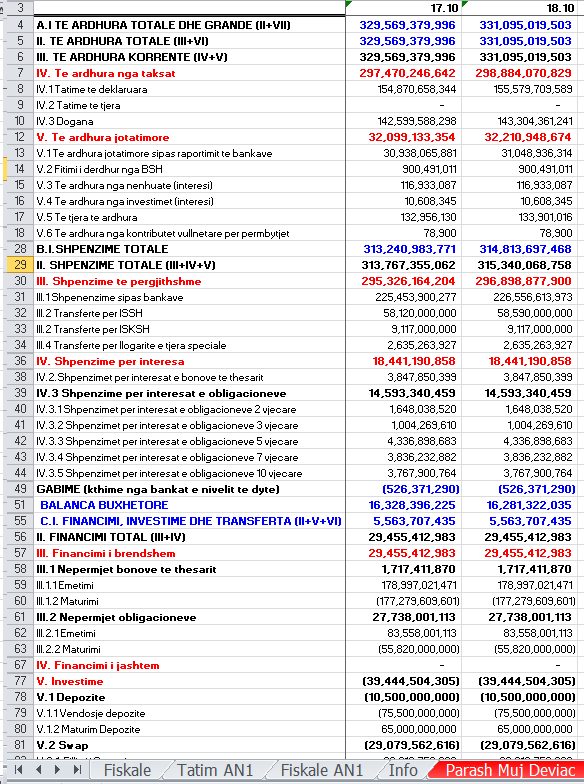 3 17.10 18.10
4 A.I TE ARDHURA TOTALE DHE GRANDE (II+VII) 329,569,379,996 331,095,019,503
5 II. TE ARDHURA TOTALE (III+VI) 329,569,379,996 331,095,019,503
6 III. TE ARDHURA KORRENTE (IV+V) 329,569,379,996 331,095,019,503
7 IV. Te ardhura nga taksat 297,470,246,642 298,884,070,829
8 IV.1 Tatime te deklaruara 154,870,658,344 155,579,709,589
9 IV.2 Tatime te tjera - -
10 IV.3 Dogana 142,599,588,298 143,304,361,241
12 V. Te ardhura jotatimore 32,099,133,354 32,210,948,674
13 V.1 Te ardhura jotatimore sipas raportimit te bankave 30,938,065,881 31,048,936,314
14 V.2 Fitimi i derdhur nga BSH 900,491,011 900,491,011
15 V.3 Te ardhura nga nenhuate (interesi) 116,933,087 116,933,087
16 V.4 Te ardhura nga investimet (interesi) 10,608,345 10,608,345
17 V.5 Te tjera te ardhura 132,956,130 133,901,016
18 V.6 Te ardhura nga kontributet vullnetare per permbytjet 78,900 78,900
28 B.I.SHPENZIME TOTALE 313,240,983,771 314,813,697,468
29 II. SHPENZIME TOTALE (III+IV+V) 313,767,355,062 315,340,068,758
30 III. Shpenzime te pergjithshme 295,326,164,204 296,898,877,900
31 III.1 Shpenenzime sipas bankave 225,453,900,277 226,556,613,973
32 III.2 Transferte per ISSH 58,120,000,000 58,590,000,000
33 III.2 Transferte per ISKSH 9,117,000,000 9,117,000,000
34 III.4 Transferte per llogarite e tjera speciale 2,635,263,927 2,635,263,927
36 IV. Shpenzime per interesa 18,441,190,858 18,441,190,858
38 IV.2. Shpenzimet per interesat e bonove te thesarit 3,847,850,399 3,847,850,399
39 IV.3 Shpenzime per interesat e obligacioneve 14,593,340,459 14,593,340,459
40 IV.3.1 Shpenzimet per interesat e obligacioneve 2 vjecare 1,648,038,520 1,648,038,520
41 IV.3.2 Shpenzimet per interesat e obligacioneve 3 vjecare 1,004,269,610 1,004,269,610
42 IV.3.3 Shpenzimet per interesat e obligacioneve 5 vjecare 4,336,898,683 4,336,898,683
43 IV.3.4 Shpenzimet per interesat e obligacioneve 7 vjecare 3,836,232,882 3,836,232,882
44 IV.3.5 Shpenzimet per interesat e obligacioneve 10 vjecare 3,767,900,764 3,767,900,764
49 GABIME (kthime nga bankat e nivelit te dyte) (526,371,290) (526,371,290)
51 BALANCA BUXHETORE 16,328,396,225 16,281,322,035
55 C.I. FINANCIMI, INVESTIME DHE TRANSFERTA (II+V+VI) 5,563,707,435 5,563,707,435
56 II. FINANCIMI TOTAL (III+IV) 29,455,412,983 29,455,412,983
57 III. Financimi i brendshem 29,455,412,983 29,455,412,983
58 III.1 Nepermjet bonove te thesarit 1,717,411,870 1,717,411,870
59 III.1.1 Emetimi 178,997,021,471 178,997,021,471
60 III.1.2 Maturimi (177,279,609,601) (177,279,609,601)
61 III.2 Nepermjet obligacioneve 27,738,001,113 27,738,001,113
62 III.2.1 Emetimi 83,558,001,113 83,558,001,113
63 III.2.2 Maturimi (55,820,000,000) (55,820,000,000)
67 IV. Financimi i jashtem - -
77 V. Investime (39,444,504,305) (39,444,504,305)
78 V.1 Depozite (10,500,000,000) (10,500,000,000)
79 V.1.1 Vendosje depozite (75,500,000,000) (75,500,000,000)
80 V.1.2 Maturim Depozite 65,000,000,000 65,000,000,000
81 V.2 Swap (29,079,562,616) (29,079,562,616)
Fiskale Tatim AN1 Fiskale AN1 Info Parash Muj Deviac